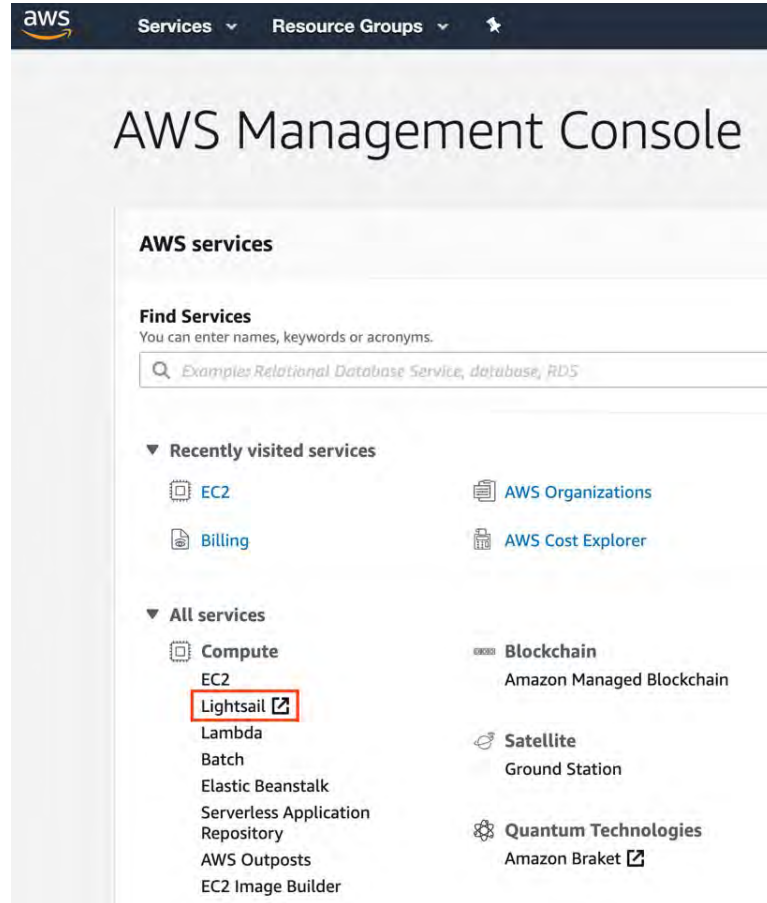 aws
Services
Resource Groups
AWS Management Console
AWS services
Find Services
You can enter names, keywords or acronyms.
Example: Relational Database Service, database, RDS
Recently visited services
EC2
AWS Organizations
Billing
AWS Cost Explorer
All services
Compute
EC2
Lightsail
Lambda
Batch
Elastic Beanstalk
Serverless Application
Repository
AWS Outposts
EC2 Image Builder
Blockchain
Amazon Managed Blockchain
Satellite
Ground Station
Quantum Technologies
Amazon Braket